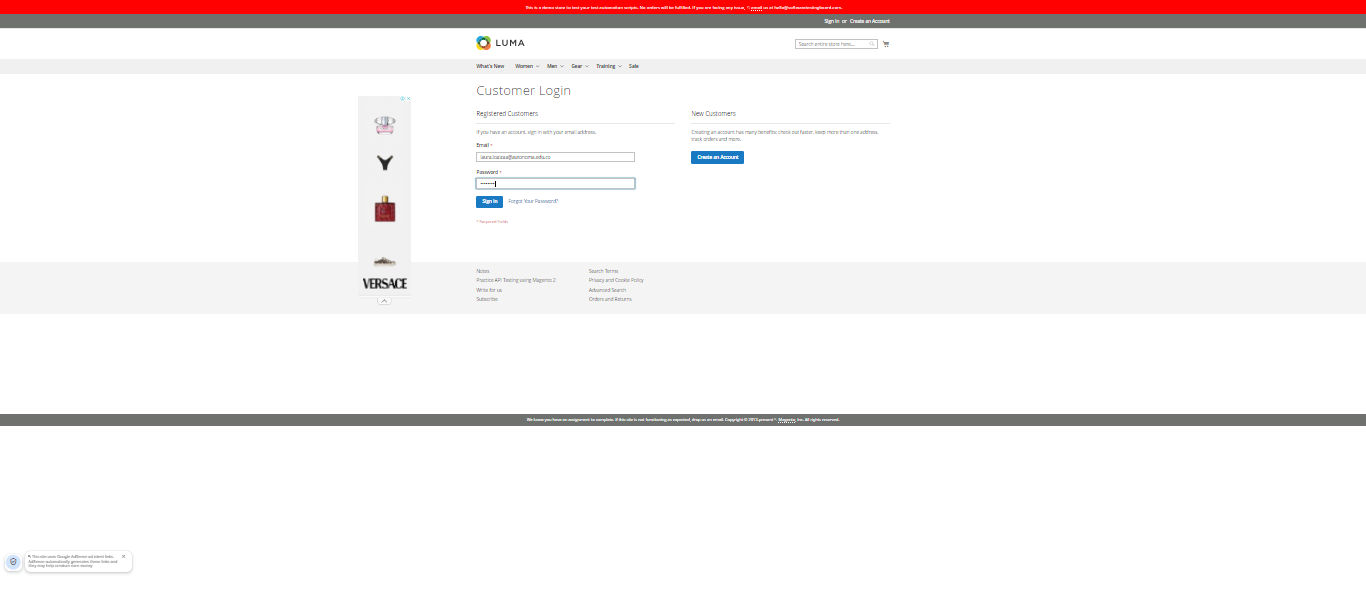 This is a demo store to test your test automation scripts. No orders will be fulfilled. If you are facing any issue, email us at hello@softwaretestingboard.com.
Sign In or Create an Account
LUMA
Search entire store here...
What's New Women Men Gear Training Sale
Customer Login
Registered Customers
If you have an account, sign in with your email address.
Email *
Password *
Sign In Forgot Your Password?
* Required Fields
New Customers
Creating an account has many benefits: check out faster, keep more than one address,
track orders and more.
Create an Account
VERSACE
Notes
Practice API Testing using Magento 2
Write for us
Subscribe
Search Terms
Privacy and Cookie Policy
Advanced Search
Orders and Returns
We know you have an assignment to complete. If this site is not functioning as expected, drop us an email. Copyright © 2013-present Magento, Inc. All rights reserved.
This site uses Google AdSense ad intent links.
AdSense automatically generates these links and
they may help creators earn money.